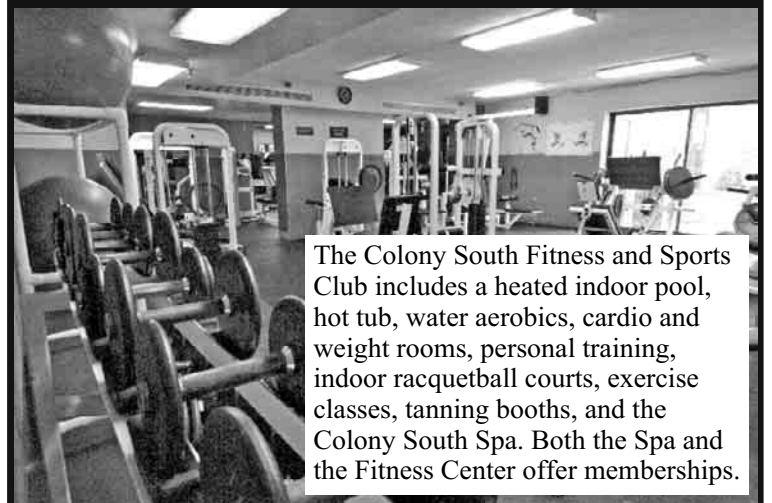 The Colony South Fitness and Sports
Club includes a heated indoor pool,
hot tub, water aerobics, cardio and
weight rooms, personal training,
indoor racquetball courts, exercise
classes, tanning booths, and the
Colony South Spa. Both the Spa and
the Fitness Center offer memberships.